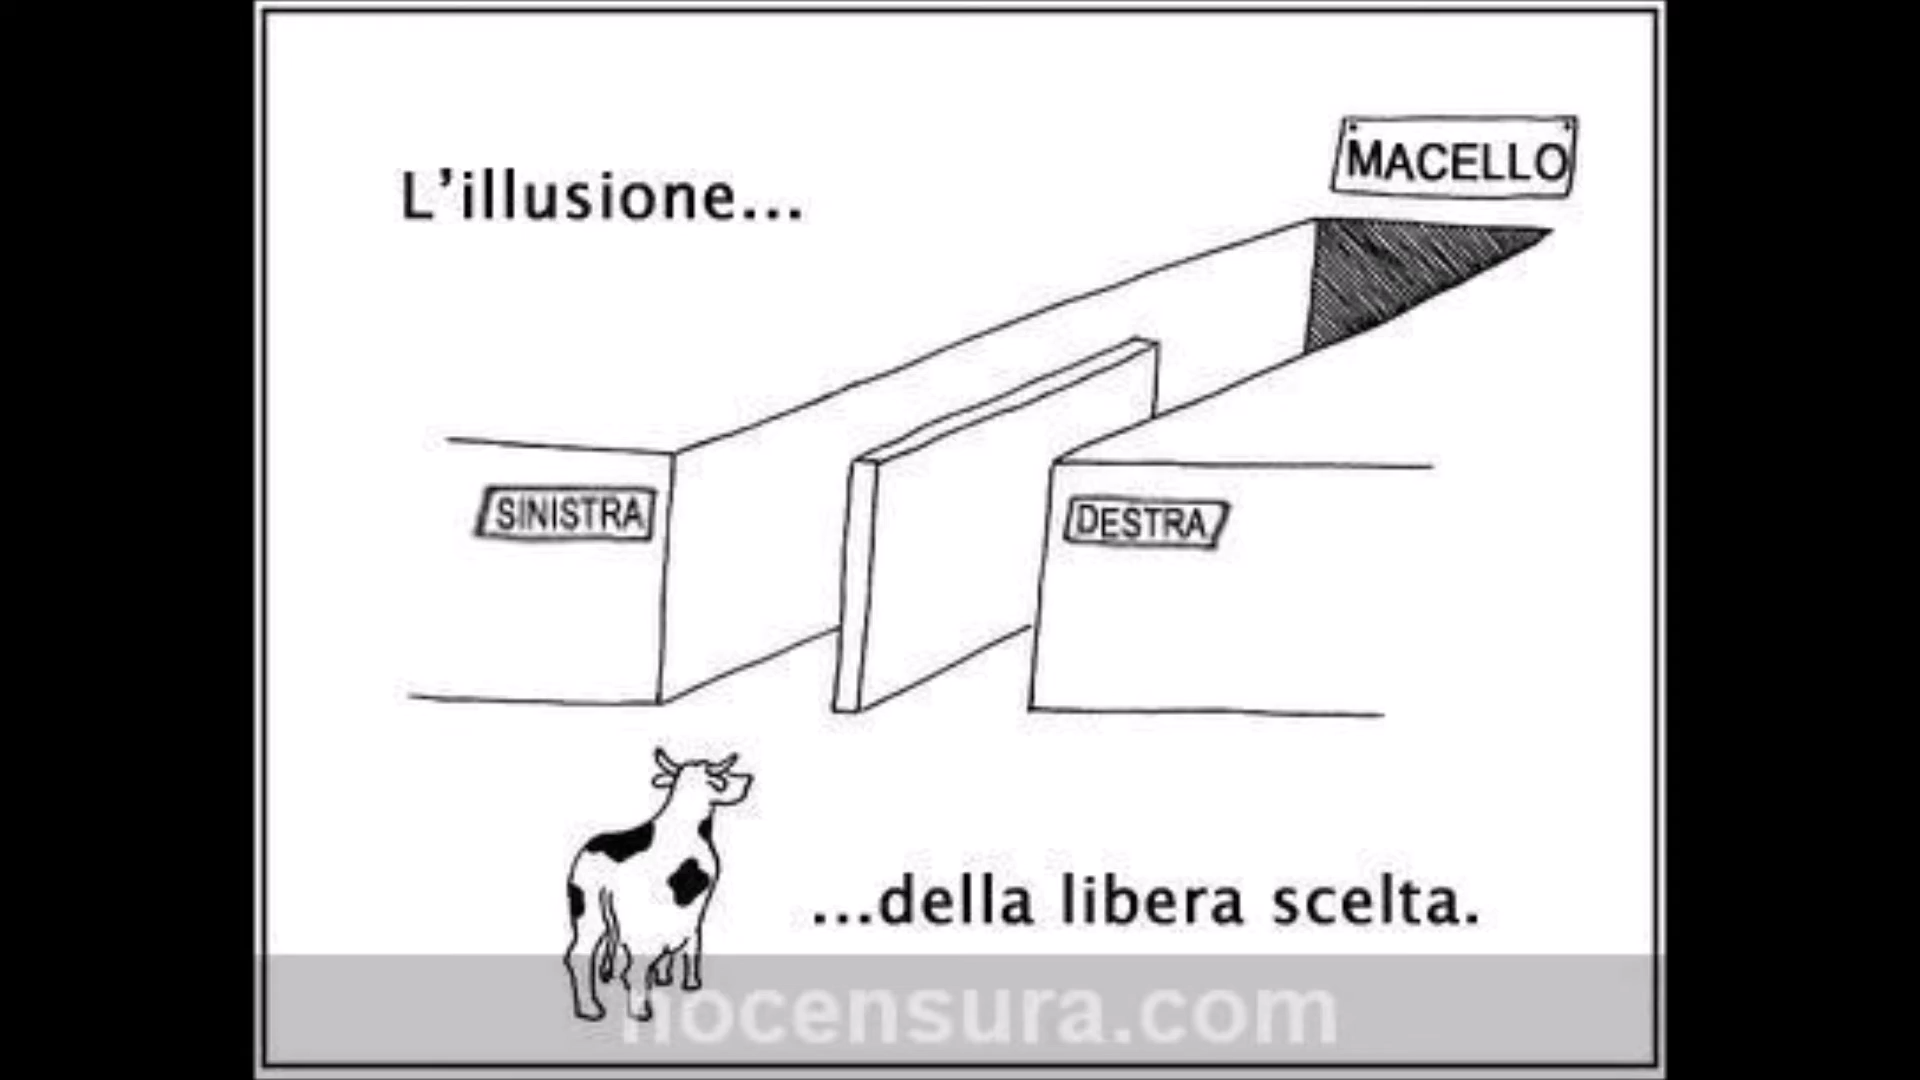 L'illusione...
MACELLO
SINISTRA
DESTRA
...della libera scelta.
nocensura.com